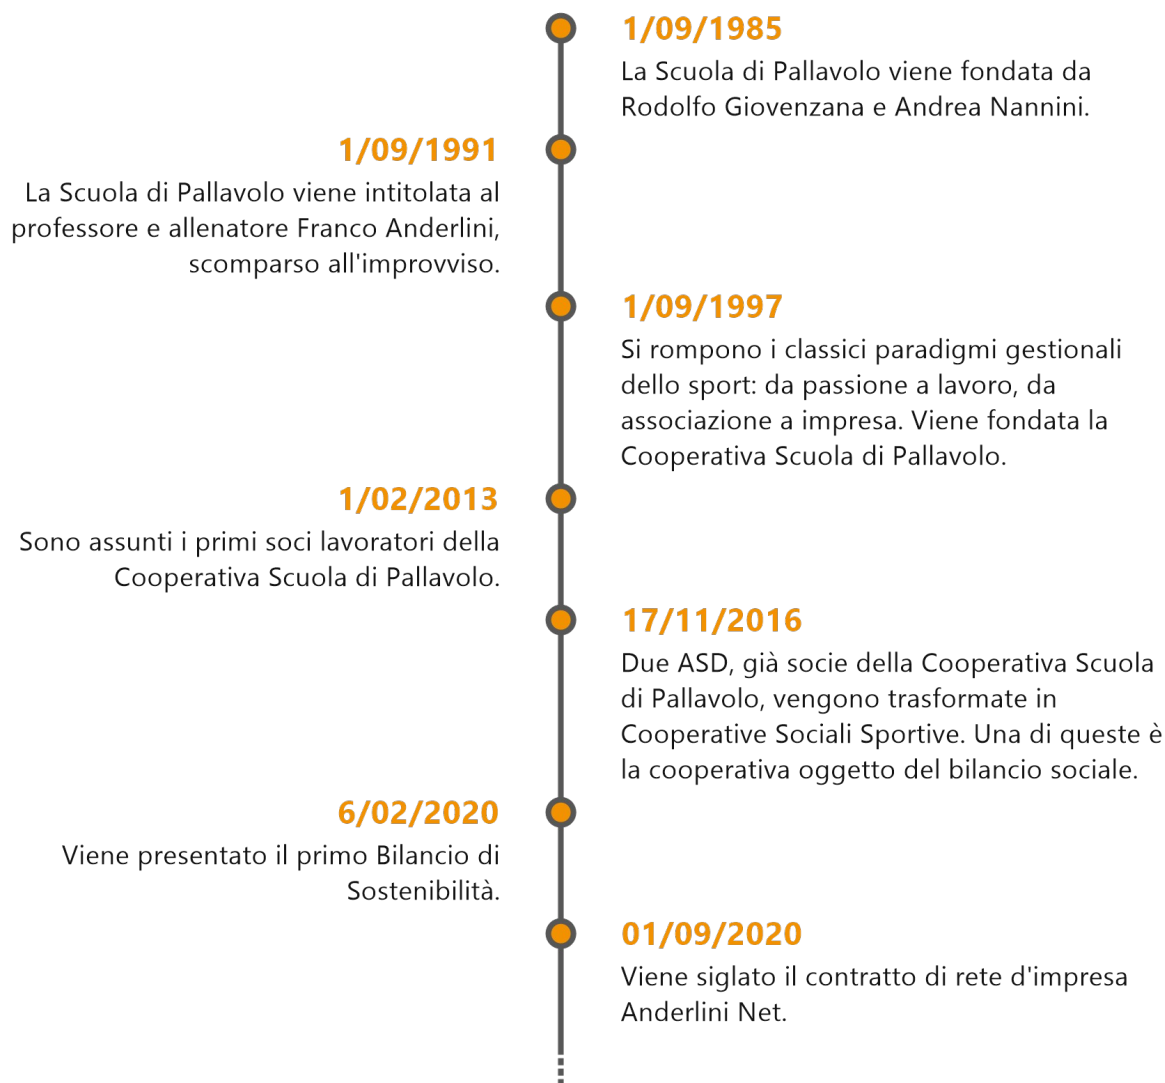 1/09/1985
La Scuola di Pallavolo viene fondata da
Rodolfo Giovenzana e Andrea Nannini.
1/09/1991
La Scuola di Pallavolo viene intitolata al
professore e allenatore Franco Anderlini,
scomparso all'improvviso.
1/09/1997
Si rompono i classici paradigmi gestionali
dello sport: da passione a lavoro, da
associazione a impresa. Viene fondata la
Cooperativa Scuola di Pallavolo.
1/02/2013
Sono assunti i primi soci lavoratori della
Cooperativa Scuola di Pallavolo.
17/11/2016
Due ASD, già socie della Cooperativa Scuola
di Pallavolo, vengono trasformate in
Cooperative Sociali Sportive. Una di queste è
la cooperativa oggetto del bilancio sociale.
6/02/2020
Viene presentato il primo Bilancio di
Sostenibilità.
01/09/2020
Viene siglato il contratto di rete d'impresa
Anderlini Net.